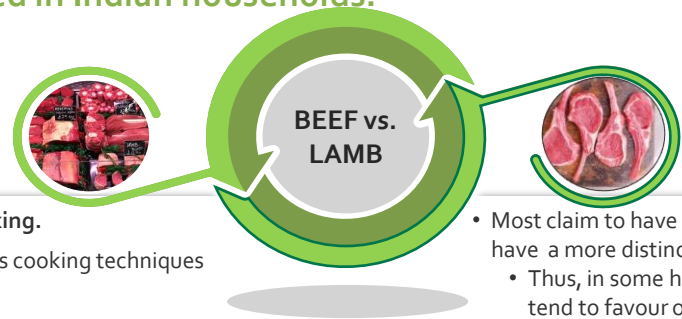 ed in Indian households.
BEEF vs.
LAMB
king.
s cooking techniques
• Most claim to have
have a more distinc
• Thus, in some h
tend to favour o